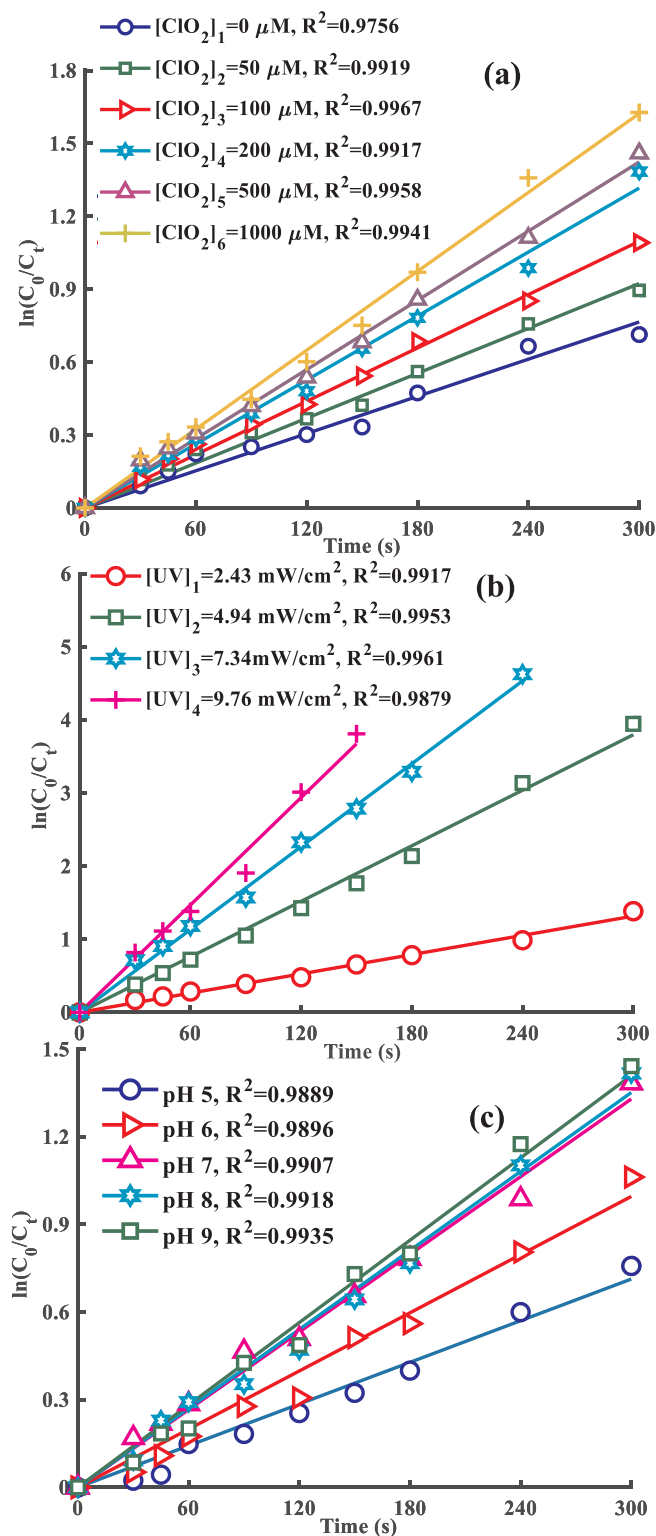 [ClO₂]₁=0 μM, R²=0.9756
[ClO₂]₂=50 μM, R²=0.9919
[ClO₂]₃=100 μM, R²=0.9967
[ClO₂]₄=200 μM, R²=0.9917
[ClO₂]₅=500 μM, R²=0.9958
[ClO₂]₆=1000 μM, R²=0.9941
(a)
1.8
1.5
1.2
0.9
0.6
0.3
0
ln(C₀/Cₜ)
0 60 120 180 240 300
Time (s)
[UV]₁=2.43 mW/cm², R²=0.9917
[UV]₂=4.94 mW/cm², R²=0.9953
[UV]₃=7.34mW/cm², R²=0.9961
[UV]₄=9.76 mW/cm², R²=0.9879
(b)
6
5
4
3
2
1
0
ln(C₀/Cₜ)
0 60 120 180 240 300
Time (s)
pH 5, R²=0.9889
pH 6, R²=0.9896
pH 7, R²=0.9907
pH 8, R²=0.9918
pH 9, R²=0.9935
(c)
1.5
1.2
0.9
0.6
0.3
0
ln(C₀/Cₜ)
0 60 120 180 240 300
Time (s)